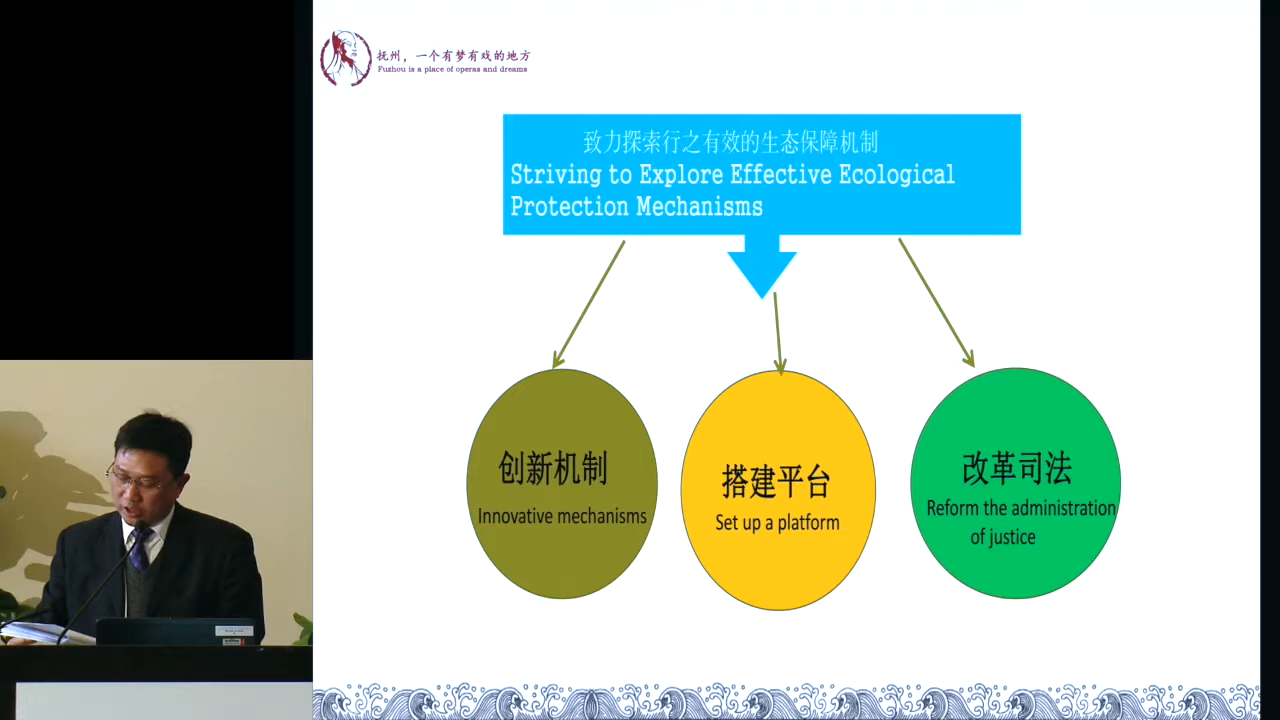 抚州，一个有梦有戏的地方
Fuzhou is a place of operas and dreams
致力探索行之有效的生态保障机制
Striving to Explore Effective Ecological
Protection Mechanisms
创新机制
Innovative mechanisms
搭建平台
Set up a platform
改革司法
Reform the administration
of justice